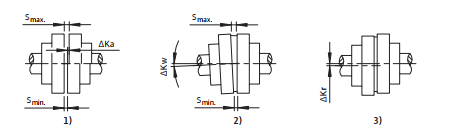 Smax.
ΔKa
Smin.
1)
Smax.
ΔKw
Smin.
2)
ΔKr
3)